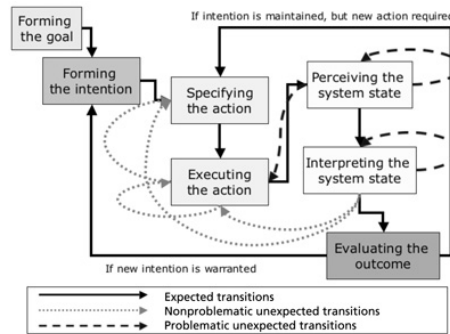 If intention is maintained, but new action required
Forming
the goal
Forming
the intention
Specifying
the action
Perceiving the
system state
Executing
the action
Interpreting the
system state
Evaluating the
outcome
If new intention is warranted
Expected transitions
Nonproblematic unexpected transitions
Problematic unexpected transitions